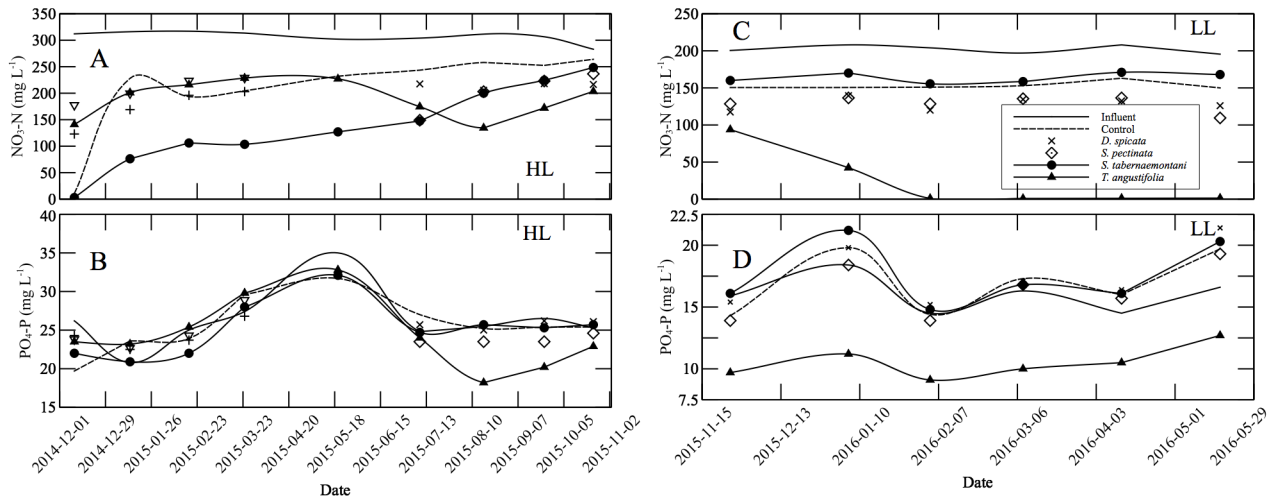 350
300
250
200
150
100
50
0
NO3-N (mg L-1)
A
HL
40
35
30
25
20
15
PO4-P (mg L-1)
B
HL
2014-12-01
2014-12-29
2015-01-26
2015-02-23
2015-03-23
2015-04-20
2015-05-18
2015-06-15
2015-07-13
2015-08-10
2015-09-07
2015-10-05
2015-11-02
Date
250
200
150
100
50
0
NO3-N (mg L-1)
C
LL
Influent
Control
D. spicata
S. pectinata
S. tabernaemontani
T. angustifolia
22.5
20
15
10
7.5
PO4-P (mg L-1)
D
LL
2015-11-15
2015-12-13
2016-01-10
2016-02-07
2016-03-06
2016-04-03
2016-05-01
2016-05-29
Date